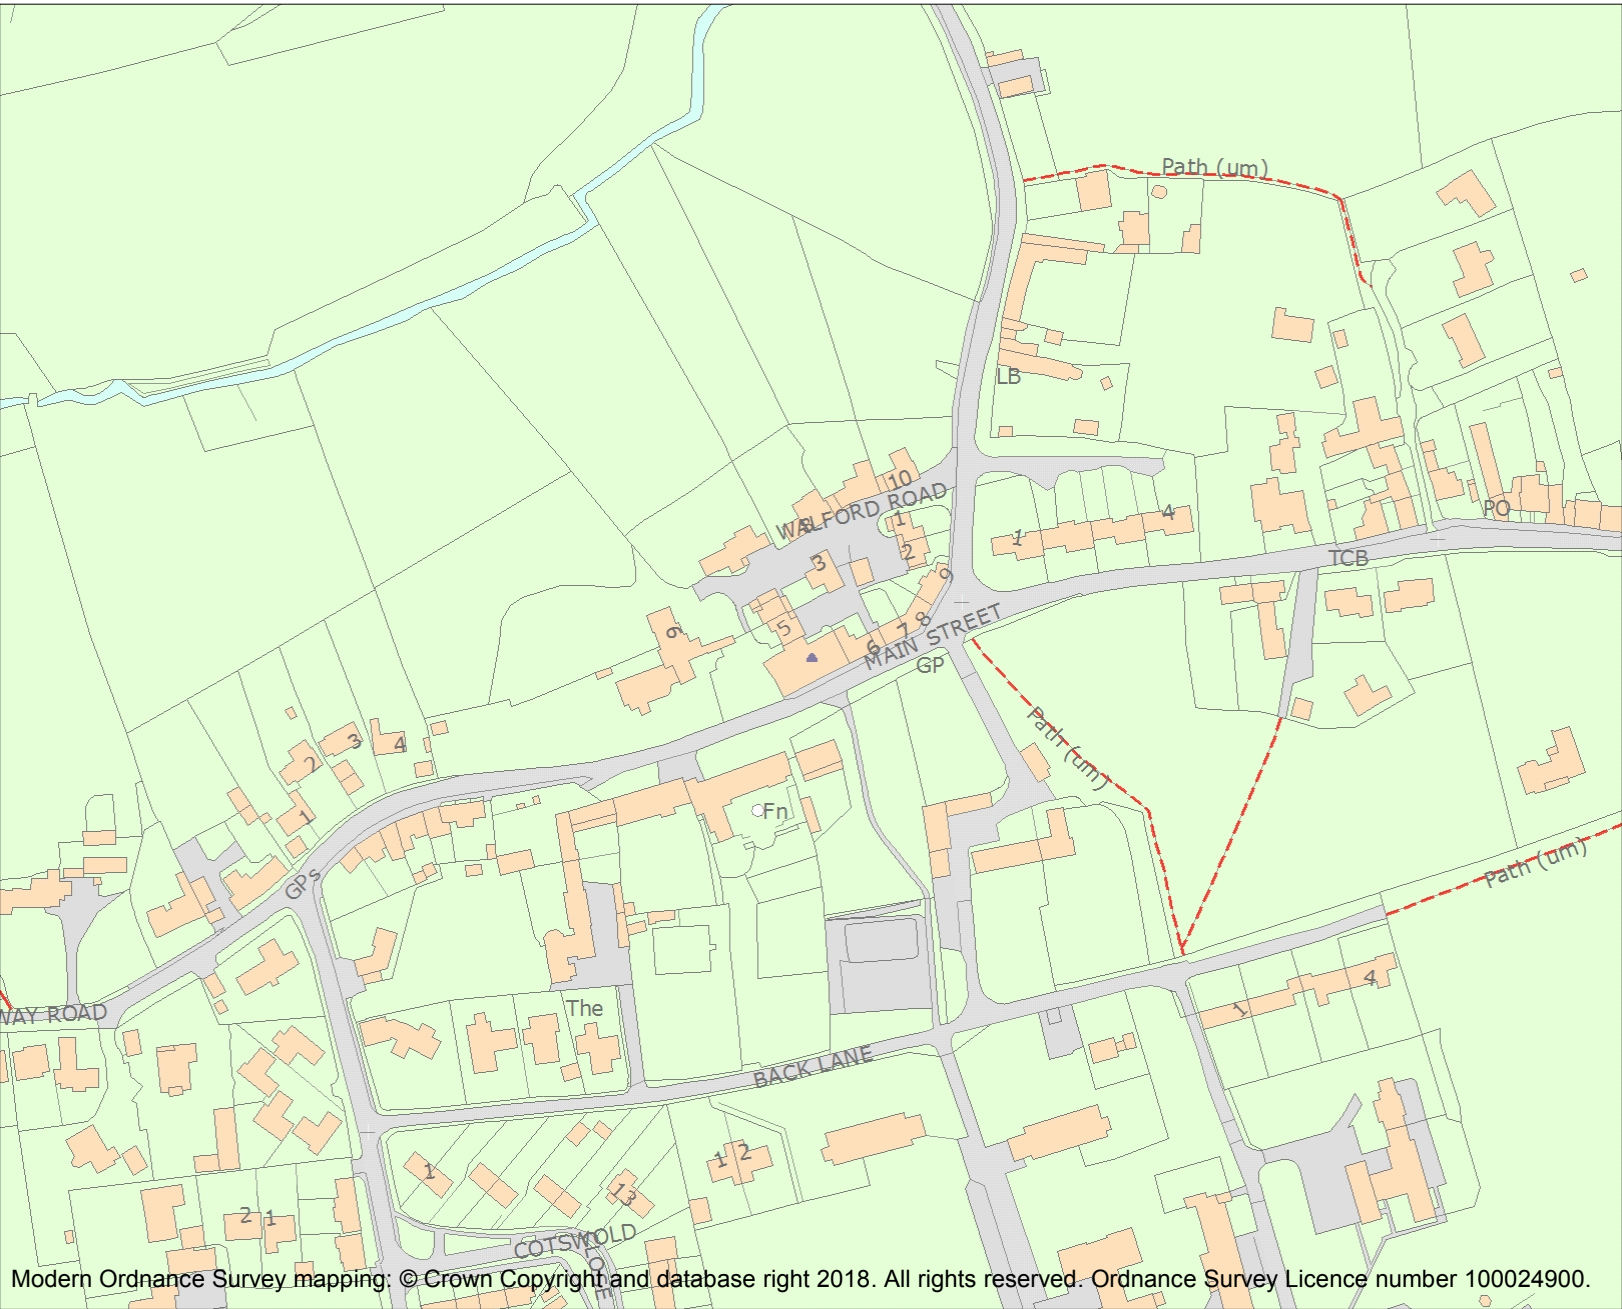 Path (um)
LB
10
WALFORD ROAD
8
1
2
3
9
1
4
PO
TCB
5
6
6
7
8
MAIN STREET
GP
Path (um)
3
4
2
1
Fn
GPs
Path (um)
The
4
1
WAY ROAD
BACK LANE
1
1 2
13
2 1
COTSWOLD
CLOSE
Modern Ordnance Survey mapping: © Crown Copyright and database right 2018. All rights reserved. Ordnance Survey Licence number 100024900.